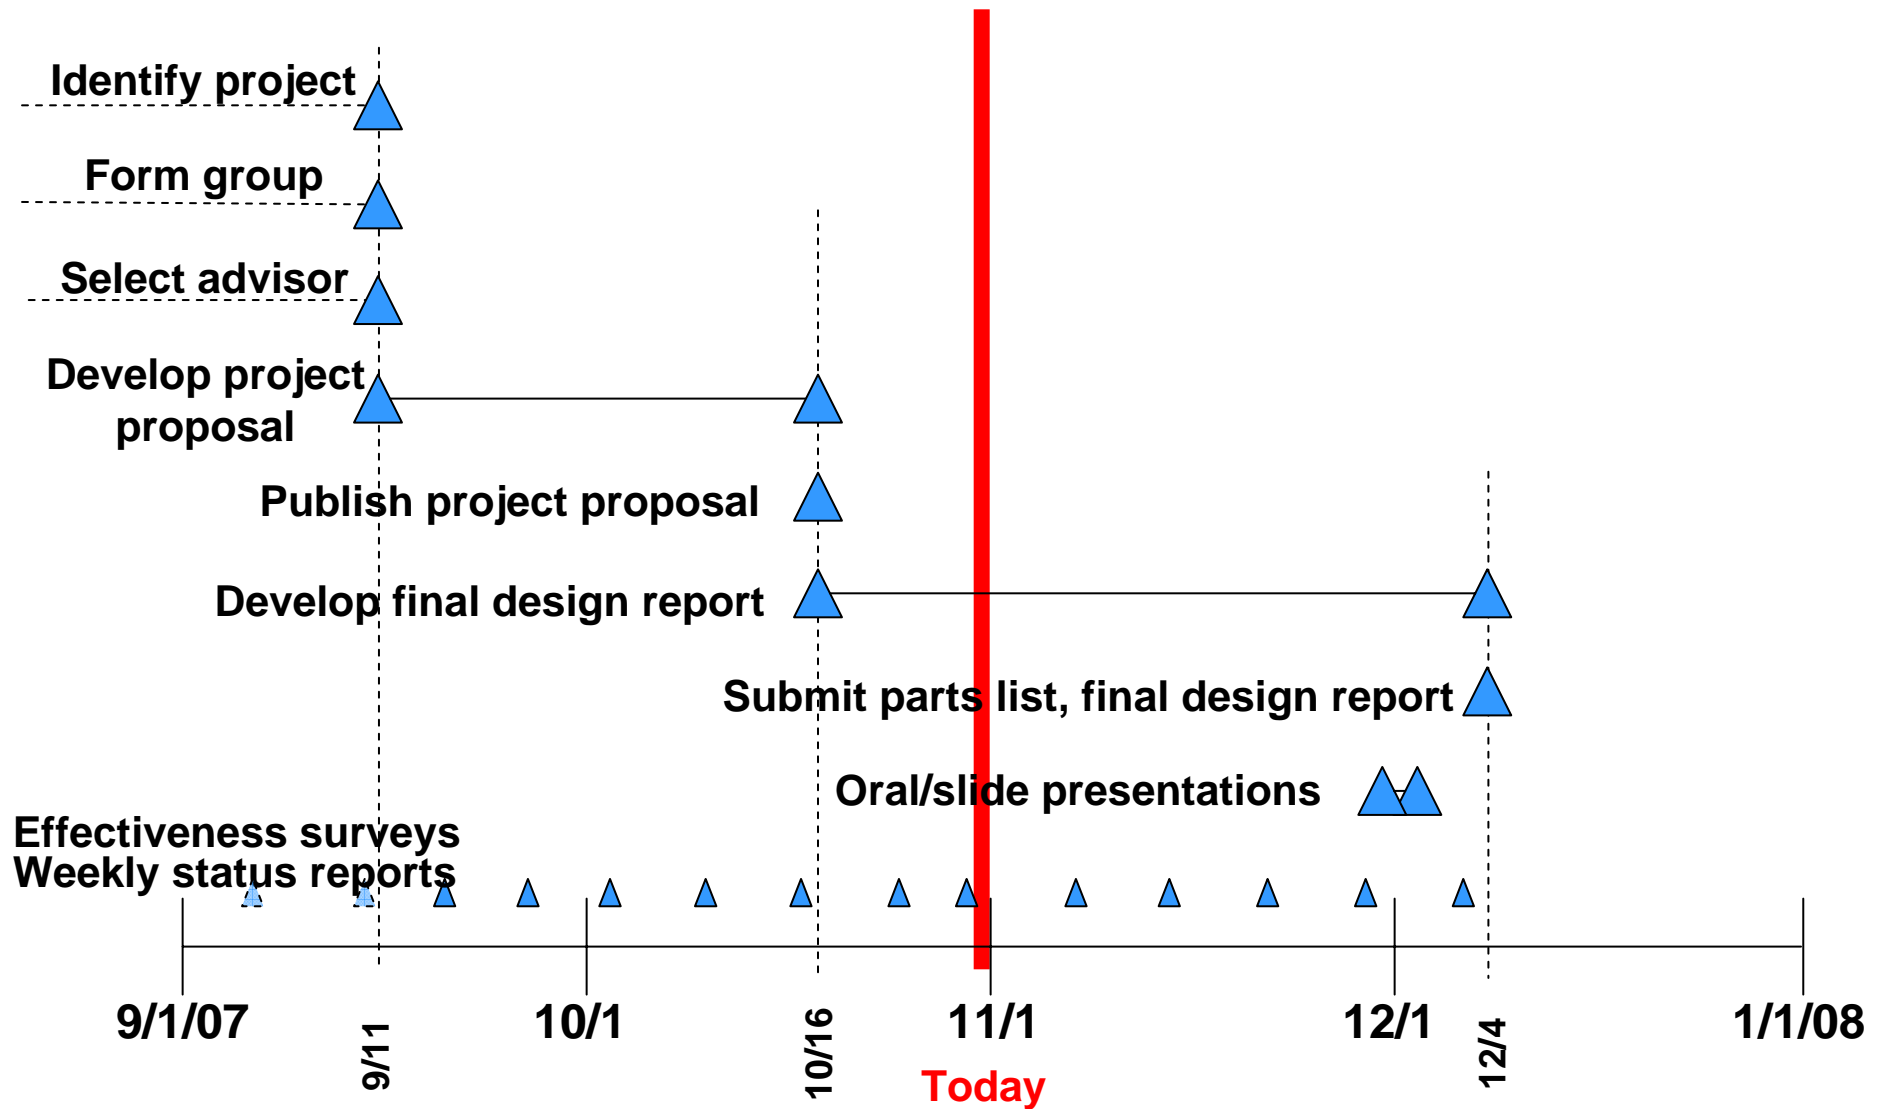 Identify project
Form group
Select advisor
Develop project
proposal
Publish project proposal
Develop final design report
Submit parts list, final design report
Oral/slide presentations
Effectiveness surveys
Weekly status reports
9/1/07
10/1
11/1
12/1
1/1/08
9/11
10/16
12/4
Today